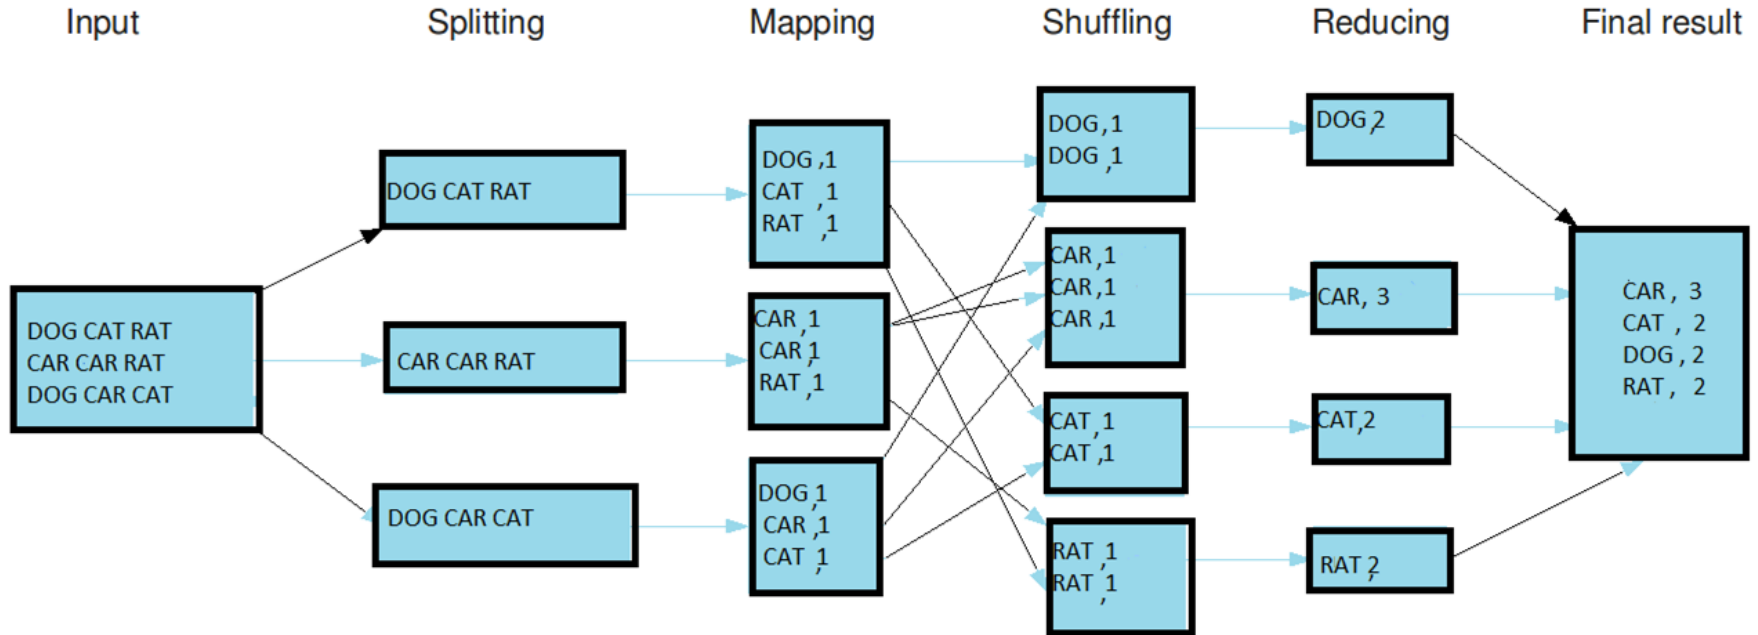 Input
Splitting
Mapping
Shuffling
Reducing
Final result
DOG CAT RAT
CAR CAR RAT
DOG CAR CAT
DOG CAT RAT
CAR CAR RAT
DOG CAR CAT
DOG ,1
CAT ,1
RAT ,1
CAR ,1
CAR,1
RAT ,1
DOG,1
CAR ,1
CAT ,1
DOG,1
DOG ,1
CAR ,1
CAR ,1
CAR ,1
CAT ,1
CAT ,1
RAT ,1
RAT ,1
DOG,2
CAR, 3
CAT,2
RAT,2
CAR , 3
CAT , 2
DOG , 2
RAT , 2